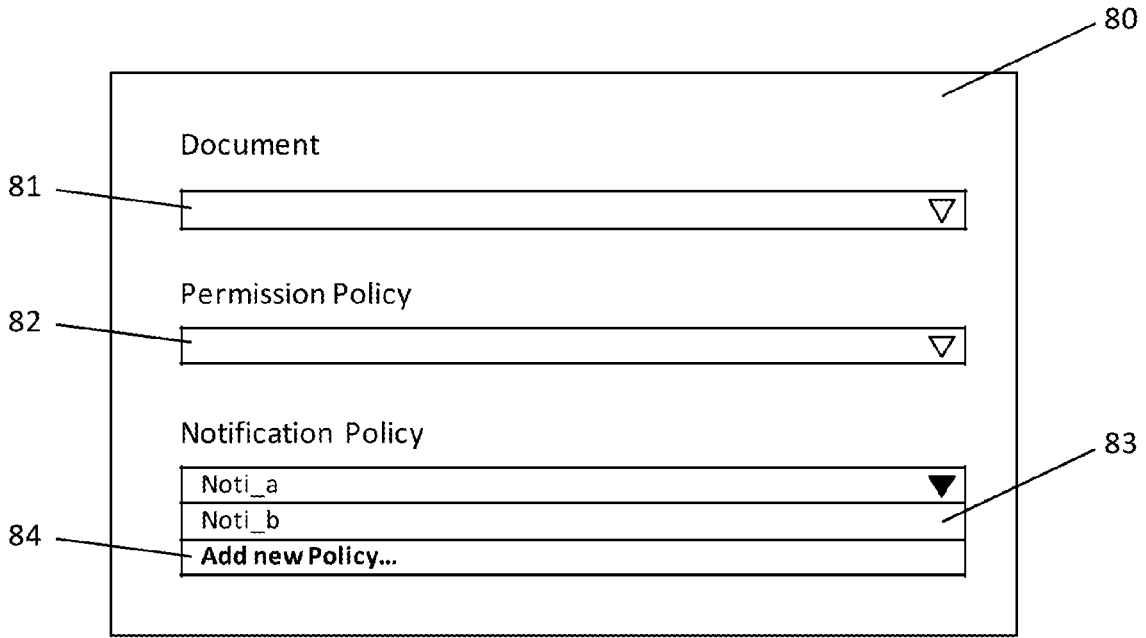 80
Document
81
Permission Policy
82
Notification Policy
83
Noti_a
Noti_b
84
Add new Policy...